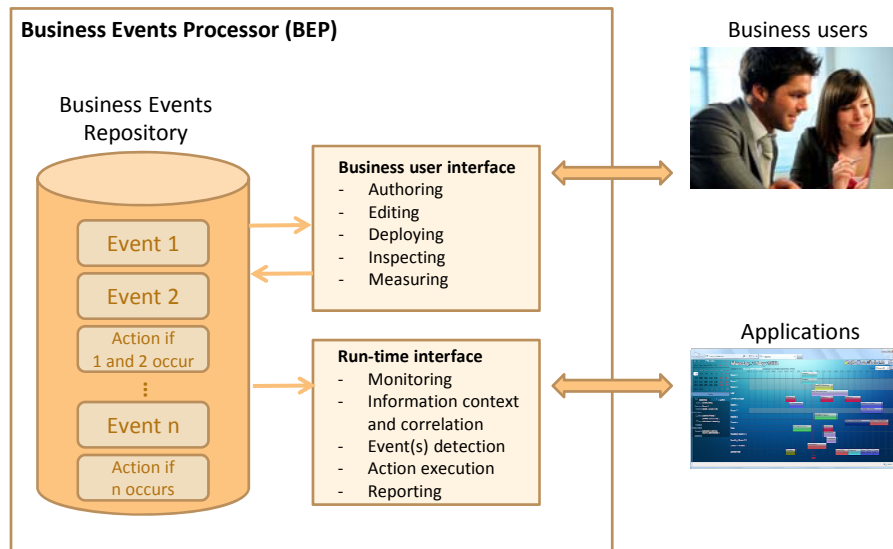 Business Events Processor (BEP)
Business users
Business Events
Repository
Event 1
Event 2
Action if
1 and 2 occur
Event n
Action if
n occurs
Business user interface
- Authoring
- Editing
- Deploying
- Inspecting
- Measuring
Run-time interface
- Monitoring
- Information context
and correlation
- Event(s) detection
- Action execution
- Reporting
Applications